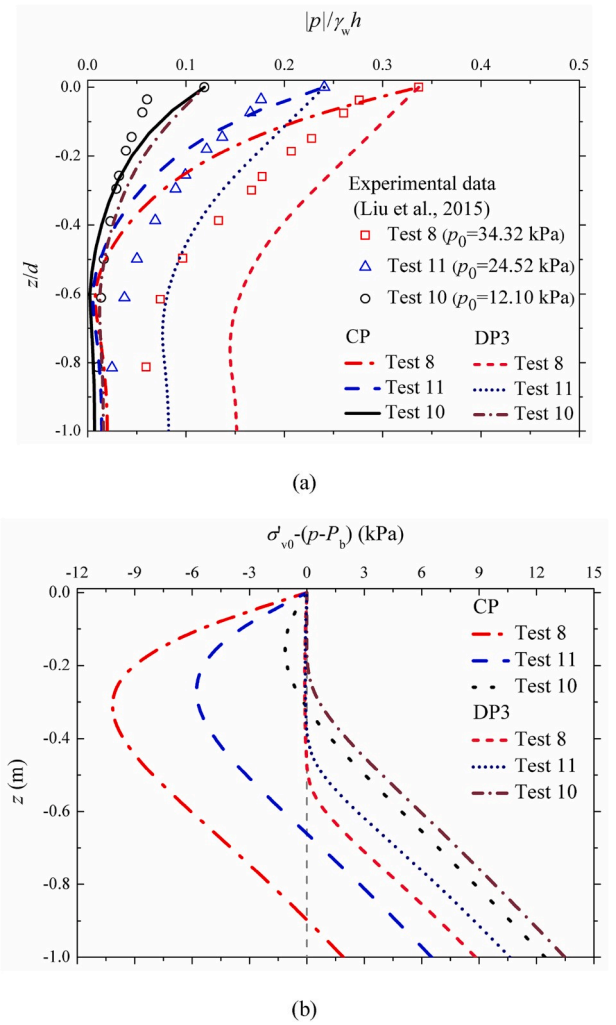 |p|/γwh
0.0 0.1 0.2 0.3 0.4 0.5
0.0
-0.2
-0.4
-0.6
-0.8
-1.0
z/d
Experimental data
(Liu et al., 2015)
Test 8 (p0=34.32 kPa)
Test 11 (p0=24.52 kPa)
Test 10 (p0=12.10 kPa)
CP DP3
Test 8 Test 8
Test 11 Test 11
Test 10 Test 10
(a)
σ'v0-(p-Pb) (kPa)
-12 -9 -6 -3 0 3 6 9 12 15
0.0
-0.2
-0.4
-0.6
-0.8
-1.0
z (m)
CP
Test 8
Test 11
Test 10
DP3
Test 8
Test 11
Test 10
(b)